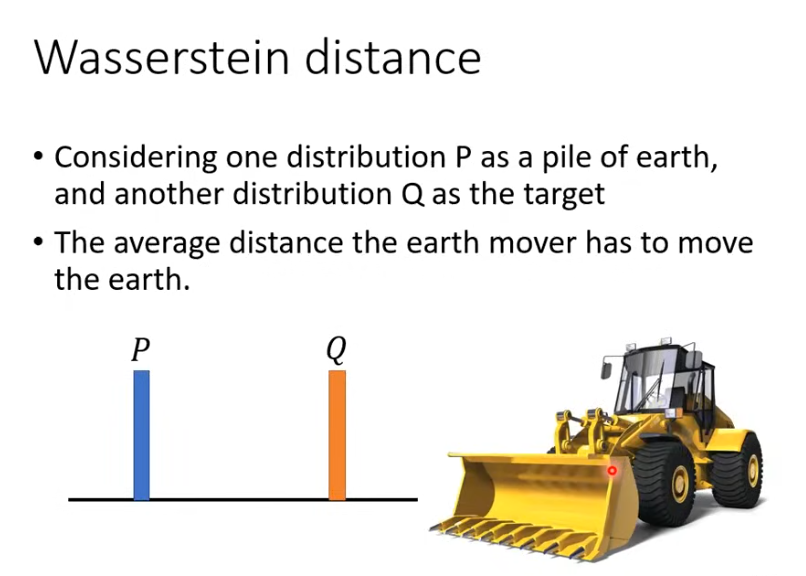 Wasserstein distance
• Considering one distribution P as a pile of earth,
and another distribution Q as the target
• The average distance the earth mover has to move
the earth.
P Q